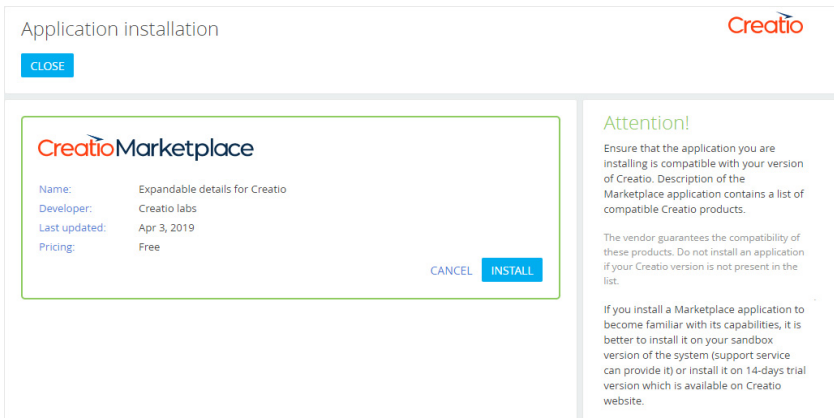 Application installation
Creatio
CLOSE
Creatio Marketplace
Name: Expandable details for Creatio
Developer: Creatio labs
Last updated: Apr 3, 2019
Pricing: Free
CANCEL INSTALL
Attention!
Ensure that the application you are
installing is compatible with your version
of Creatio. Description of the
Marketplace application contains a list of
compatible Creatio products.
The vendor guarantees the compatibility of
these products. Do not install an application
if your Creatio version is not present in the
list.
If you install a Marketplace application to
become familiar with its capabilities, it is
better to install it on your sandbox
version of the system (support service
can provide it) or install it on 14-days trial
version which is available on Creatio
website.